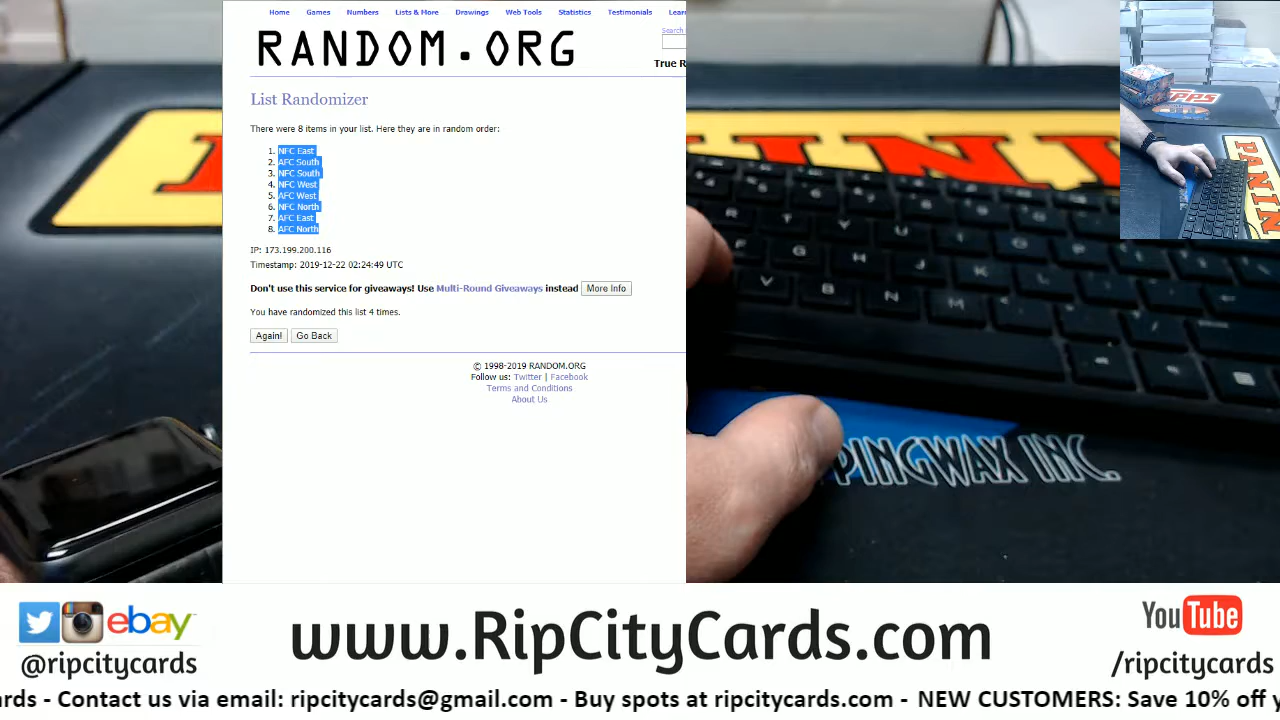 Home Games Numbers Lists & More Drawings Web Tools Statistics Testimonials Learn
RANDOM.ORG
Search
True R
List Randomizer
There were 8 items in your list. Here they are in random order:
1. NFC East
2. AFC South
3. NFC South
4. NFC West
5. AFC West
6. NFC North
7. AFC East
8. AFC North
IP: 173.199.200.116
Timestamp: 2019-12-22 02:24:49 UTC
Don't use this service for giveaways! Use Multi-Round Giveaways instead More Info
You have randomized this list 4 times.
Again! Go Back
© 1998-2019 RANDOM.ORG
Follow us: Twitter | Facebook
Terms and Conditions
About Us
PINGWAX INC.
PANIN
ebay
@ripcitycards
www.RipCityCards.com
YouTube
/ripcitycards
ards - Contact us via email: ripcitycards@gmail.com - Buy spots at ripcitycards.com - NEW CUSTOMERS: Save 10% off y